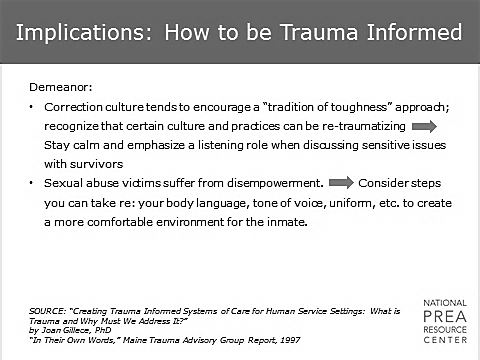 Implications: How to be Trauma Informed
Demeanor:
• Correction culture tends to encourage a “tradition of toughness” approach;
recognize that certain culture and practices can be re-traumatizing
Stay calm and emphasize a listening role when discussing sensitive issues
with survivors
• Sexual abuse victims suffer from disempowerment. Consider steps
you can take re: your body language, tone of voice, uniform, etc. to create
a more comfortable environment for the inmate.
SOURCE: “Creating Trauma Informed Systems of Care for Human Service Settings: What is
Trauma and Why Must We Address It?”
by Joan Gillece, PhD
“In Their Own Words,” Maine Trauma Advisory Group Report, 1997
NATIONAL
PREA
RESOURCE
CENTER